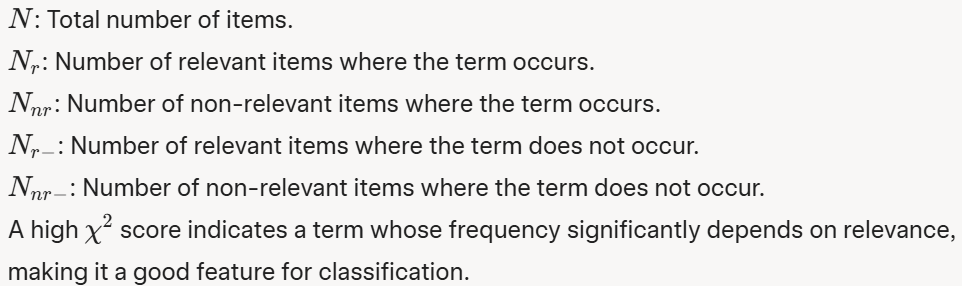 N: Total number of items.
N_r: Number of relevant items where the term occurs.
N_{nr}: Number of non-relevant items where the term occurs.
N_{r-}: Number of relevant items where the term does not occur.
N_{nr-}: Number of non-relevant items where the term does not occur.
A high χ² score indicates a term whose frequency significantly depends on relevance,
making it a good feature for classification.